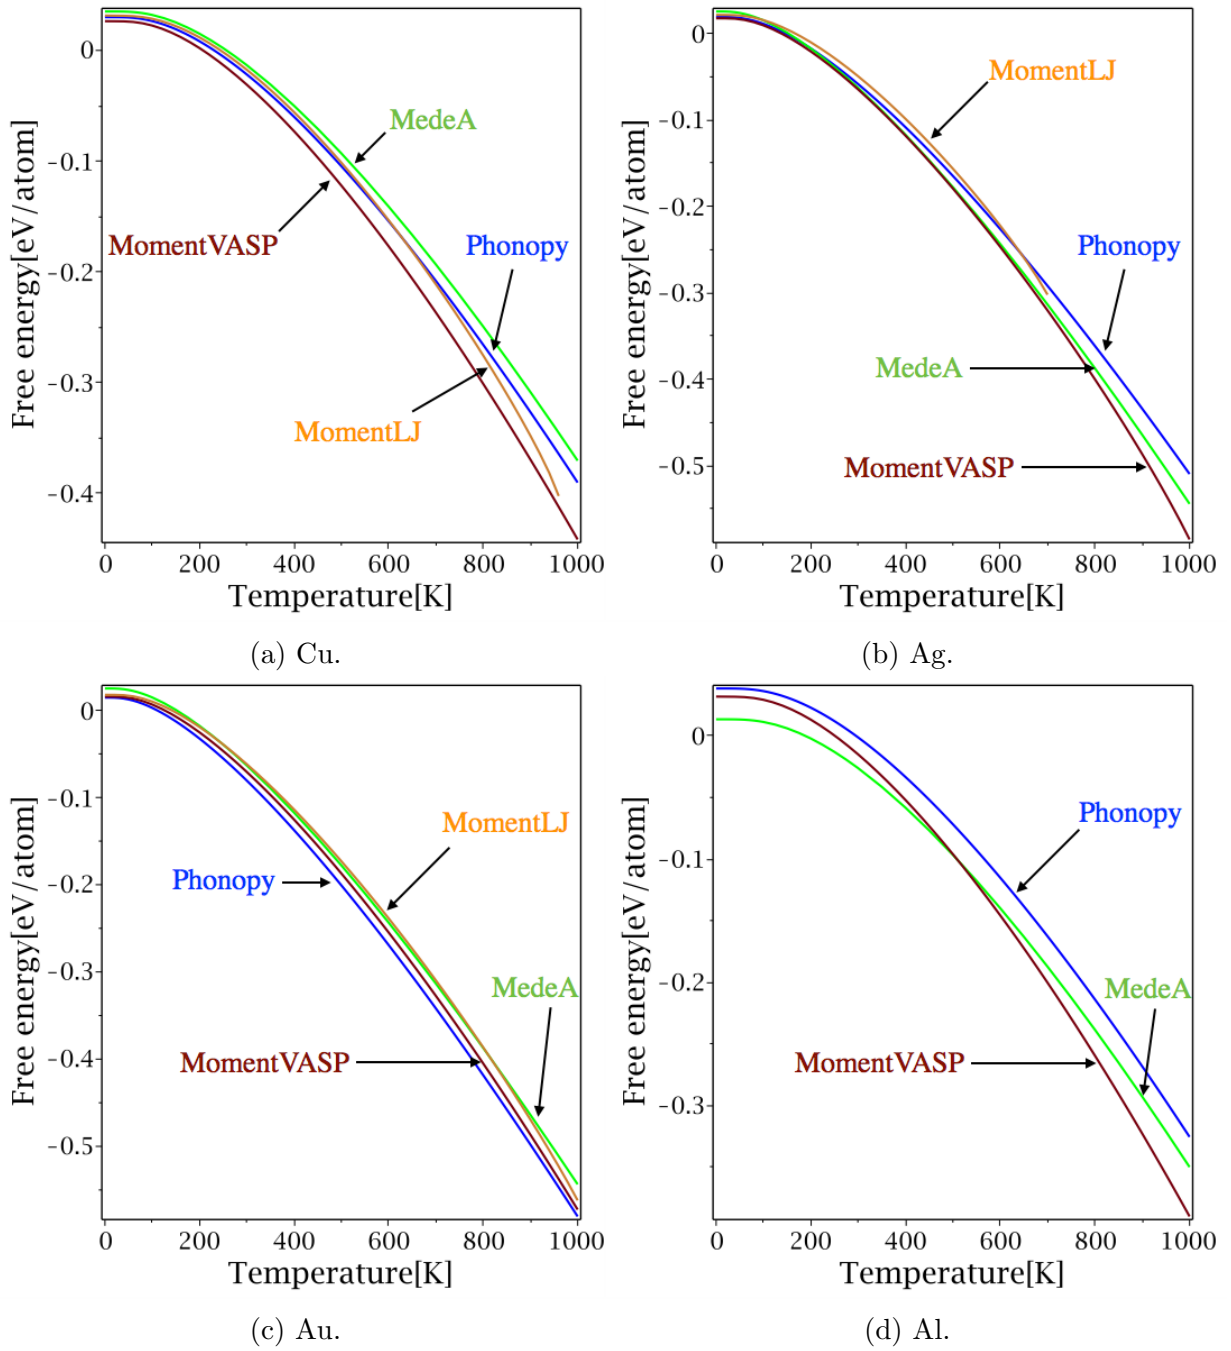 0
-0.1
-0.2
-0.3
-0.4
Free energy[eV/atom]
MedeA
MomentVASP
Phonopy
MomentLJ
0 200 400 600 800 1000
Temperature[K]
(a) Cu.
0
-0.1
-0.2
-0.3
-0.4
-0.5
Free energy[eV/atom]
MomentLJ
Phonopy
MedeA
MomentVASP
0 200 400 600 800 1000
Temperature[K]
(b) Ag.
0
-0.1
-0.2
-0.3
-0.4
-0.5
Free energy[eV/atom]
MomentLJ
Phonopy
MedeA
MomentVASP
0 200 400 600 800 1000
Temperature[K]
(c) Au.
0
-0.1
-0.2
-0.3
Free energy[eV/atom]
Phonopy
MedeA
MomentVASP
0 200 400 600 800 1000
Temperature[K]
(d) Al.